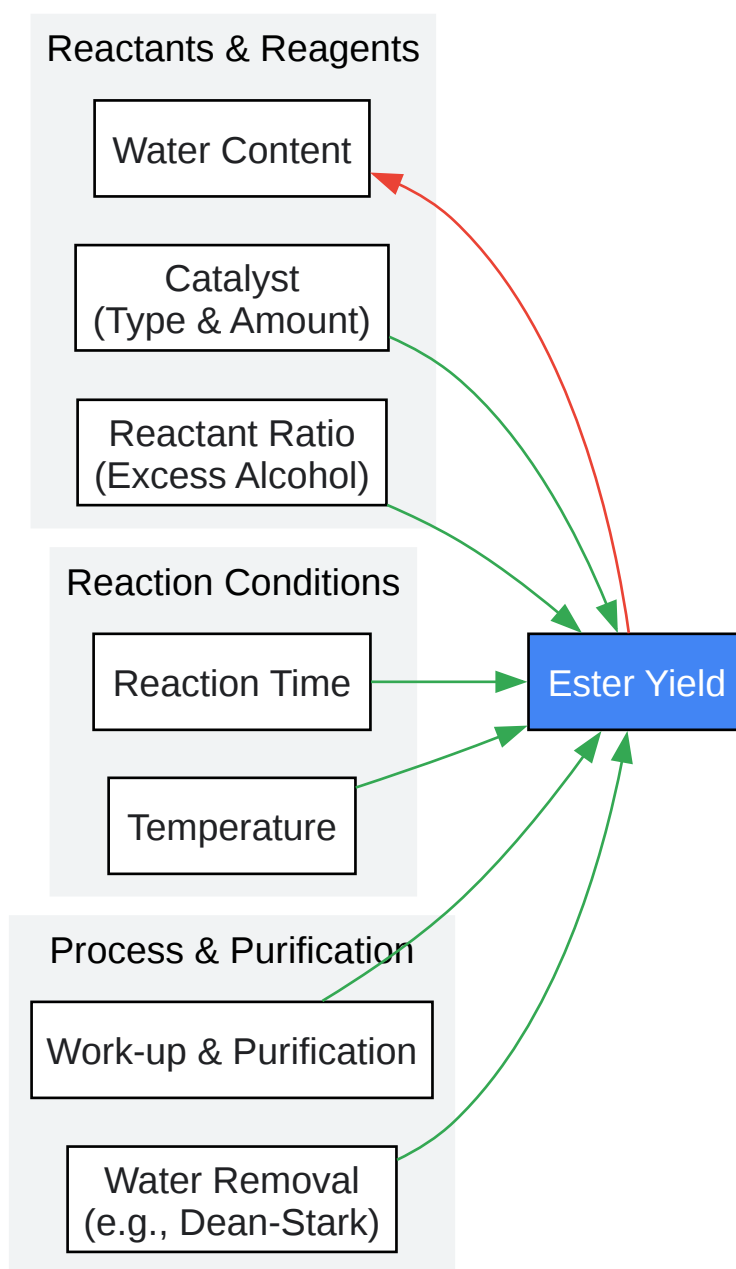 Reactants & Reagents
Water Content
Catalyst
(Type & Amount)
Reactant Ratio
(Excess Alcohol)
Reaction Conditions
Reaction Time
Ester Yield
Temperature
Process & Purification
Work-up & Purification
Water Removal
(e.g., Dean-Stark)